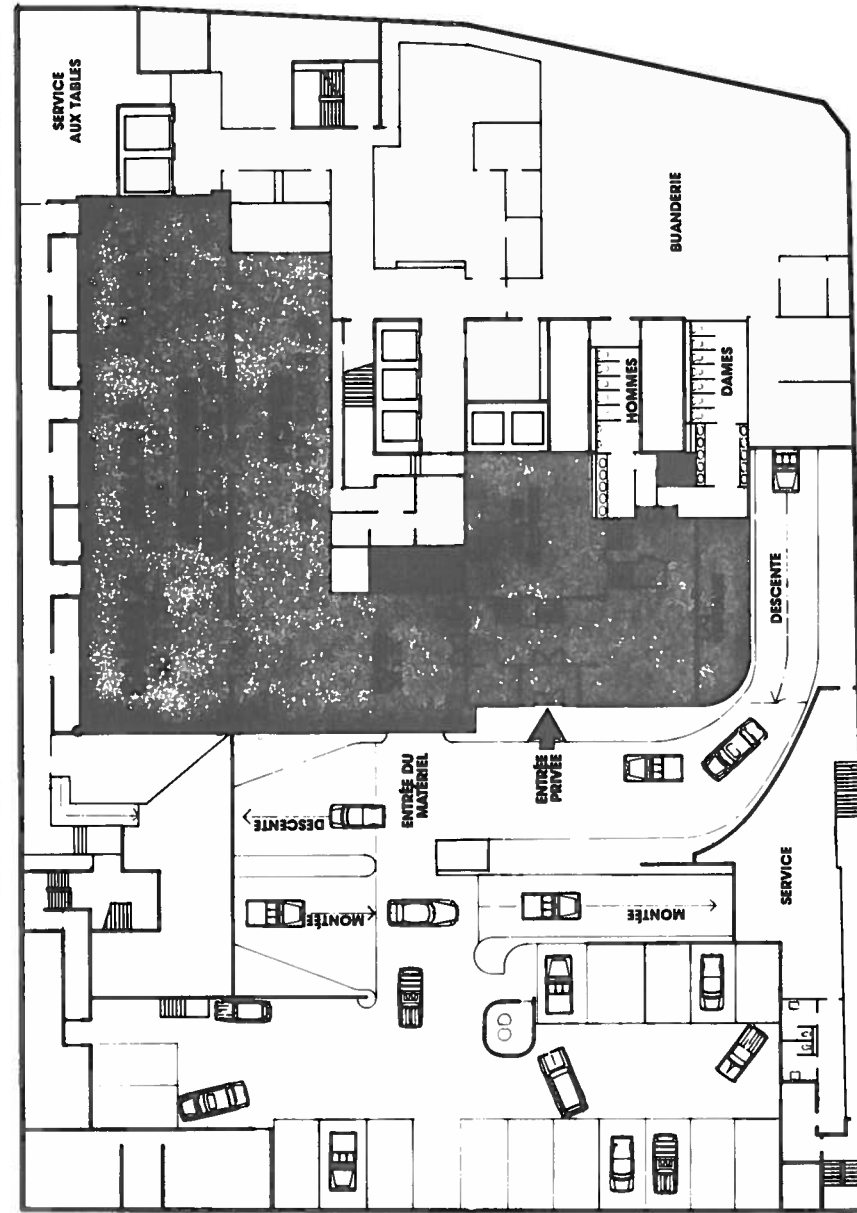 SERVICE
AUX TABLES
BUANDERIE
HOMMES
DAMES
DESCENTE
ENTRÉE DU
MATÉRIEL
ENTRÉE
PRIVÉE
DESCENTE
MONTÉE
MONTÉE
SERVICE